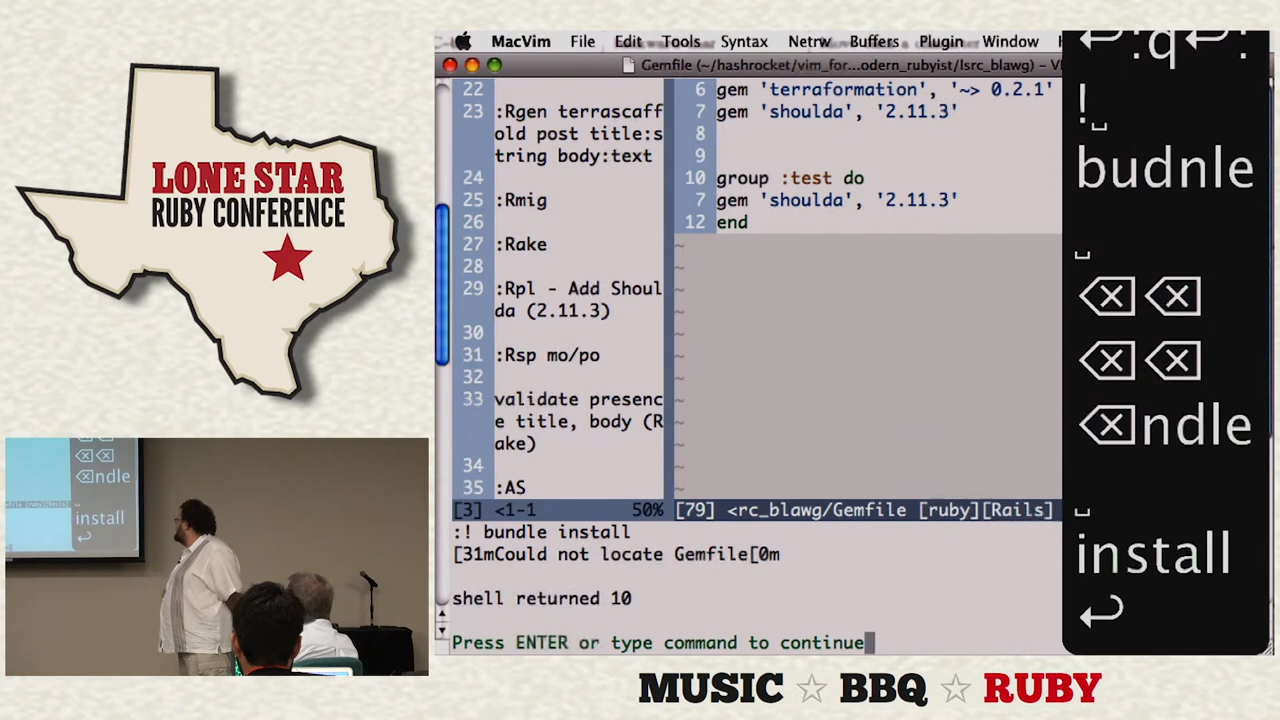 LONE STAR
RUBY CONFERENCE
MacVim File Edit Tools Syntax Netrw Buffers Plugin Window
Gemfile (~/hashrocket/vim_for...odern_rubyist/lsrc_blawg) – VI
22
23 :Rgen terrascaff
old post title:s
tring body:text
24
25 :Rmig
26
27 :Rake
28
29 :Rpl - Add Shoul
da (2.11.3)
30
31 :Rsp mo/po
32
33 validate presenc
e title, body (R
ake)
34
35 :AS
[3] <1-1 50%
6 gem 'terraformation', '~> 0.2.1'
7 gem 'shoulda', '2.11.3'
8
9
10 group :test do
7 gem 'shoulda', '2.11.3'
12 end
~
~
~
~
~
~
~
~
~
~
~
~
[79] <rc_blawg/Gemfile [ruby][Rails]
:! bundle install
[31mCould not locate Gemfile[0m
shell returned 10
Press ENTER or type command to continue
↩:q↩:
!␣
budnle
␣
⌫⌫
⌫⌫
⌫ndle
␣
install
↩
⌫⌫
⌫ndle
␣
install
↩
MUSIC ☆ BBQ ☆ RUBY